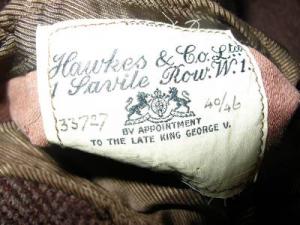 Hawkes & Co. Ltd
1 Savile Row. W.1.
33727
40/46
BY APPOINTMENT
TO THE LATE KING GEORGE V.